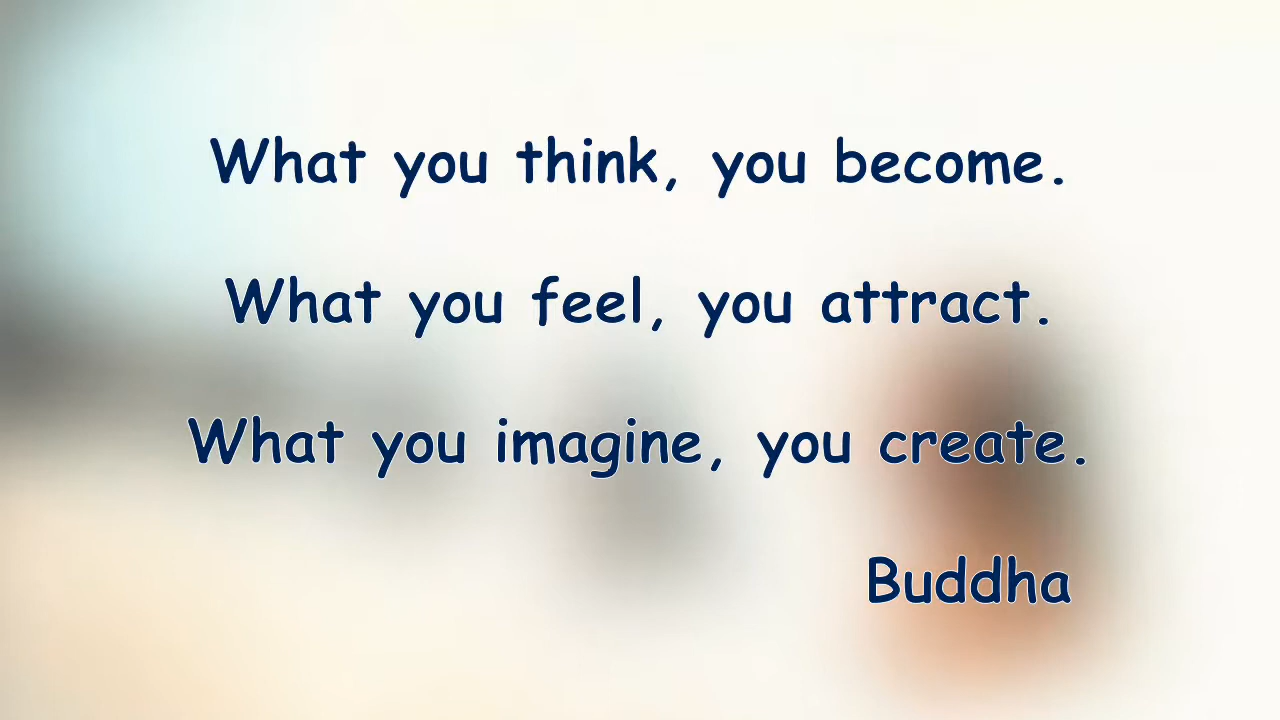 What you think, you become.
What you feel, you attract.
What you imagine, you create.
Buddha